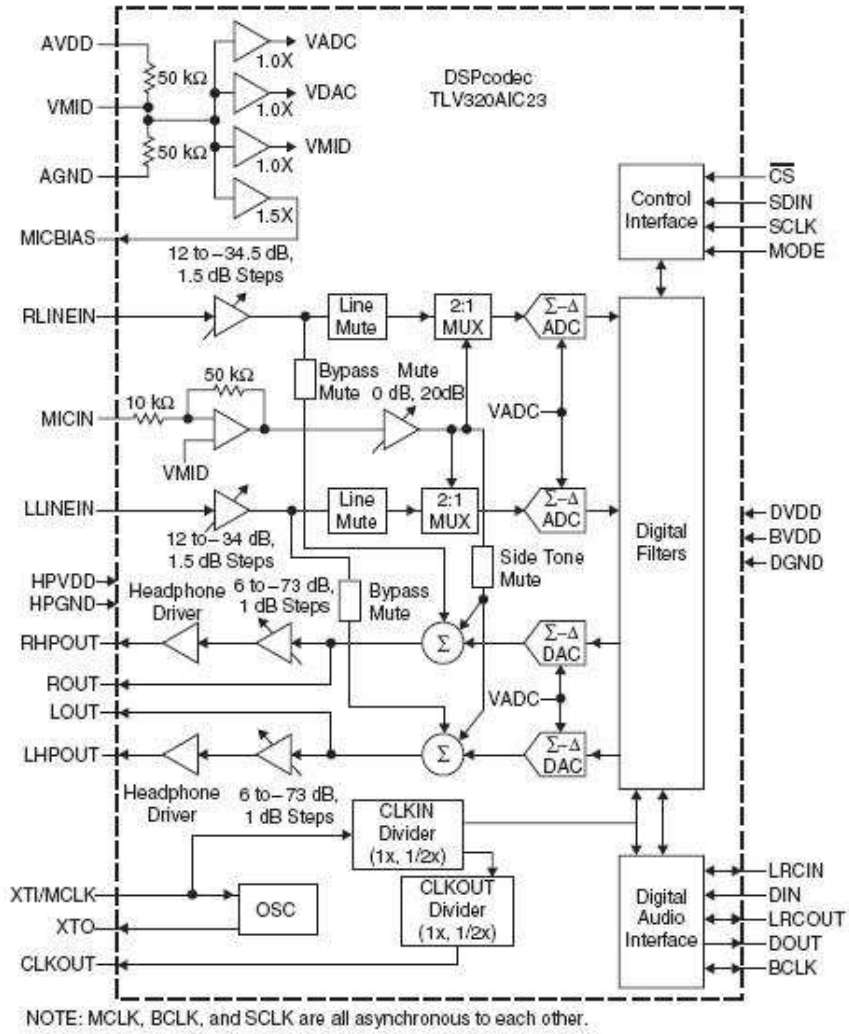 AVDD
50 kΩ
VMID
50 kΩ
AGND
MICBIAS
1.0X
VADC
1.0X
VDAC
1.0X
VMID
1.5X
DSPcodec
TLV320AIC23
Control
Interface
CS
SDIN
SCLK
MODE
12 to –34.5 dB,
1.5 dB Steps
RLINEIN
Line
Mute
2:1
MUX
Σ–Δ
ADC
Bypass
Mute
Mute
0 dB, 20dB
50 kΩ
10 kΩ
MICIN
VMID
VADC
LLINEIN
12 to –34 dB,
1.5 dB Steps
Line
Mute
2:1
MUX
Σ–Δ
ADC
Digital
Filters
DVDD
BVDD
DGND
Side Tone
Mute
Bypass
Mute
HPVDD
HPGND
Headphone
Driver
6 to –73 dB,
1 dB Steps
RHPOUT
Σ
Σ–Δ
DAC
ROUT
LOUT
VADC
LHPOUT
Σ
Σ–Δ
DAC
Headphone
Driver
6 to –73 dB,
1 dB Steps
CLKIN
Divider
(1x, 1/2x)
XTI/MCLK
OSC
XTO
CLKOUT
Divider
(1x, 1/2x)
CLKOUT
Digital
Audio
Interface
LRCIN
DIN
LRCOUT
DOUT
BCLK
NOTE: MCLK, BCLK, and SCLK are all asynchronous to each other.